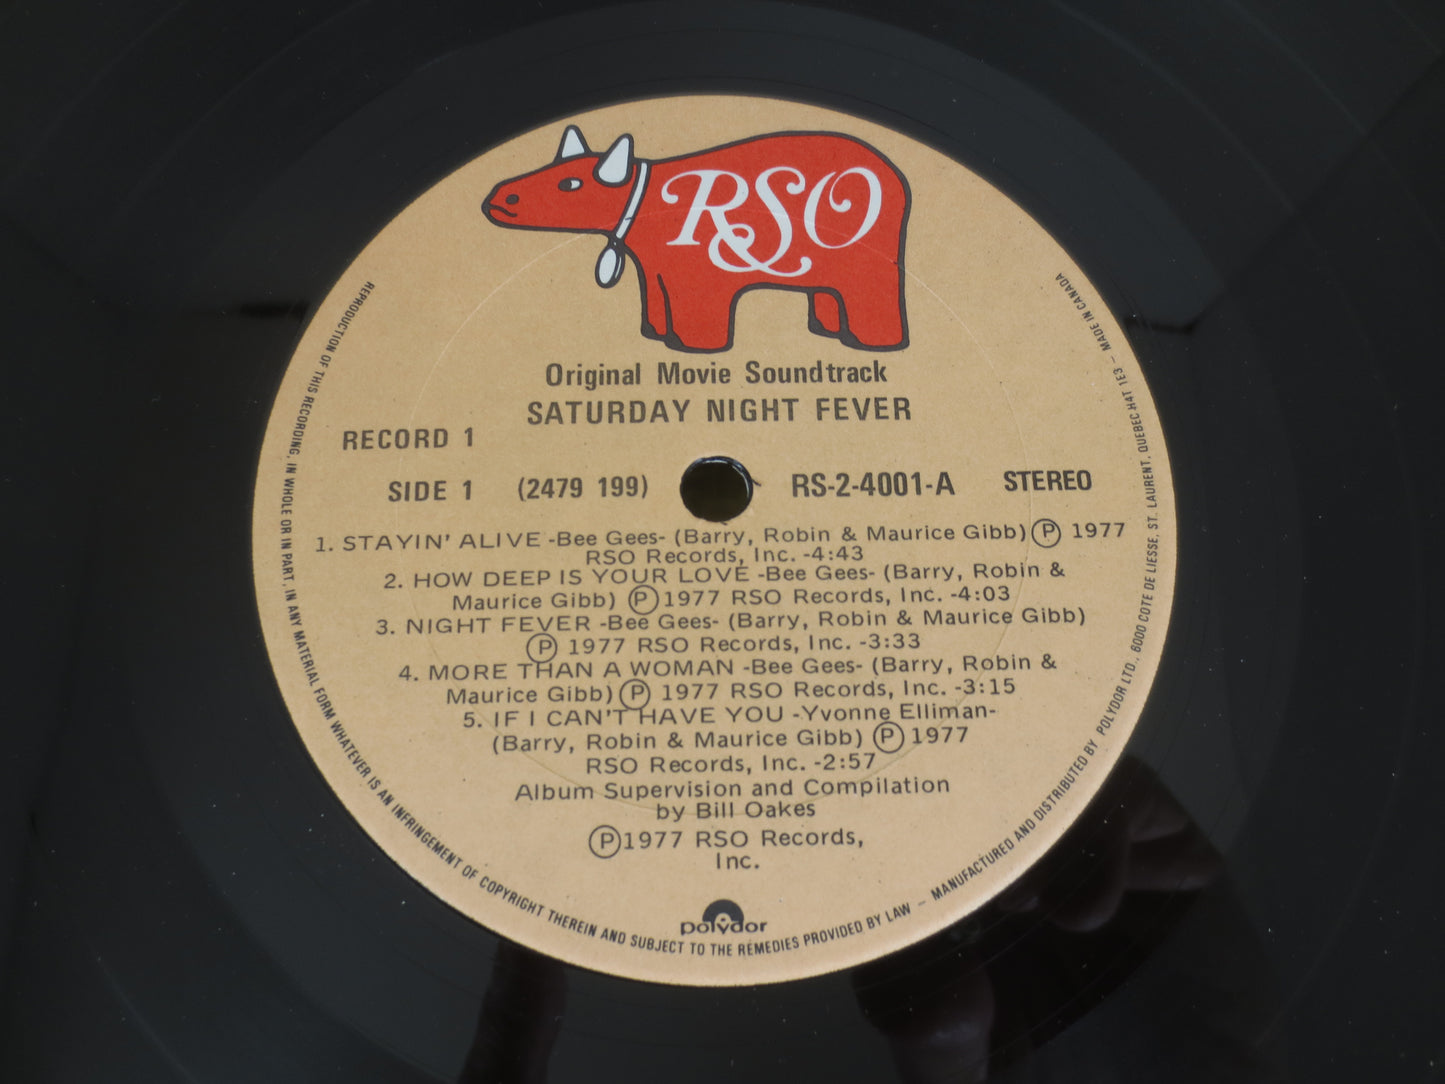 RSO
Original Movie Soundtrack
SATURDAY NIGHT FEVER
RECORD 1
SIDE 1 (2479 199) RS-2-4001-A STEREO
1. STAYIN' ALIVE -Bee Gees- (Barry, Robin & Maurice Gibb) Ⓟ 1977
RSO Records, Inc. -4:43
2. HOW DEEP IS YOUR LOVE -Bee Gees- (Barry, Robin &
Maurice Gibb) Ⓟ 1977 RSO Records, Inc. -4:03
3. NIGHT FEVER -Bee Gees- (Barry, Robin & Maurice Gibb)
Ⓟ 1977 RSO Records, Inc. -3:33
4. MORE THAN A WOMAN -Bee Gees- (Barry, Robin &
Maurice Gibb) Ⓟ 1977 RSO Records, Inc. -3:15
5. IF I CAN'T HAVE YOU -Yvonne Elliman-
(Barry, Robin & Maurice Gibb) Ⓟ 1977
RSO Records, Inc. -2:57
Album Supervision and Compilation
by Bill Oakes
Ⓟ1977 RSO Records,
Inc.
polydor
REPRODUCTION OF THIS RECORDING, IN WHOLE OR IN PART, IN ANY MATERIAL FORM WHATEVER IS AN INFRINGEMENT OF COPYRIGHT THEREIN AND SUBJECT TO THE REMEDIES PROVIDED BY LAW – MANUFACTURED AND DISTRIBUTED BY POLYDOR LTD., 6000 COTE DE LIESSE, ST. LAURENT, QUEBEC H4T 1E3 – MADE IN CANADA